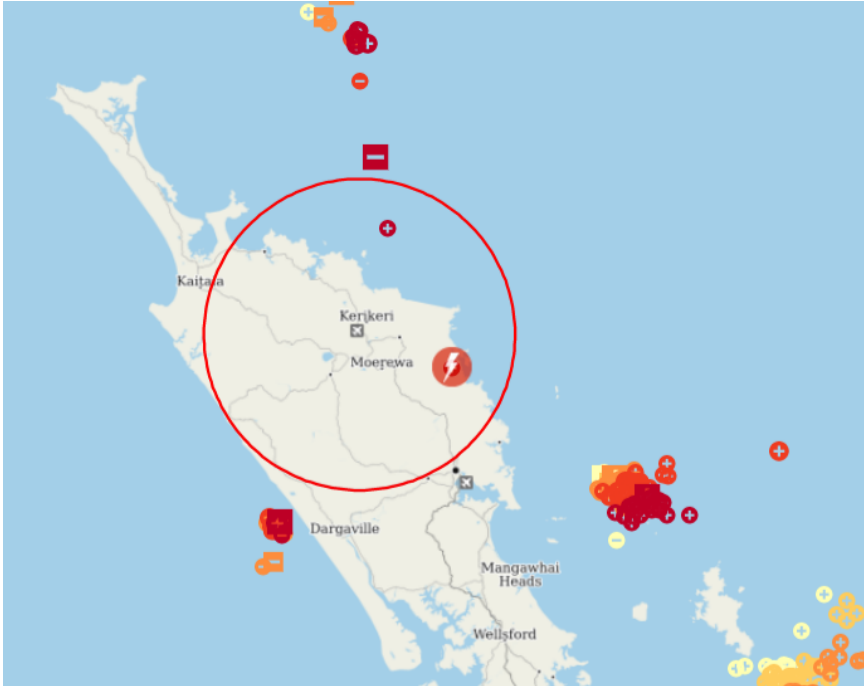 Kaitaia
Kerikeri
Moerewa
Dargaville
Mangawhai
Heads
Wellsford